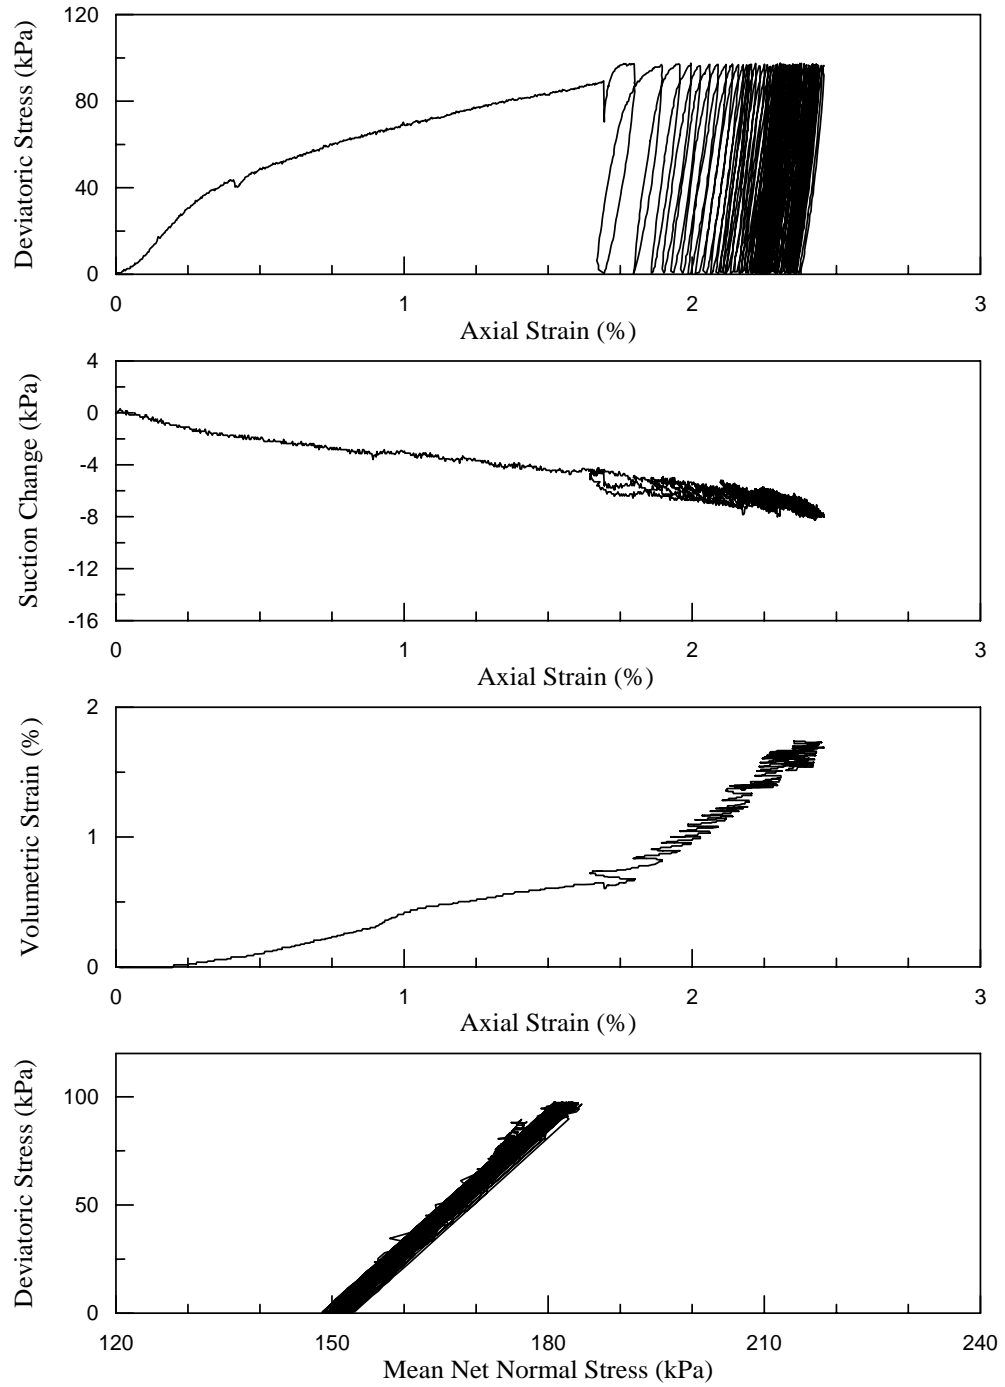 Deviatoric Stress (kPa)
120
80
40
0
0 1 2 3
Axial Strain (%)
Suction Change (kPa)
4
0
-4
-8
-12
-16
0 1 2 3
Axial Strain (%)
Volumetric Strain (%)
2
1
0
0 1 2 3
Axial Strain (%)
Deviatoric Stress (kPa)
100
50
0
120 150 180 210 240
Mean Net Normal Stress (kPa)